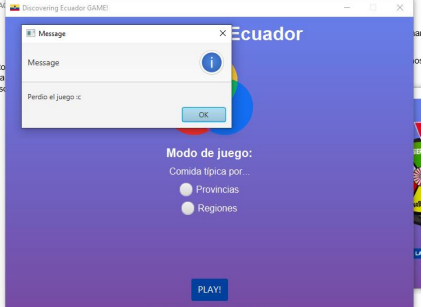 Discovering Ecuador GAME!
Ecuador
Message
Message
Perdio el juego :c
OK
Modo de juego:
Comida típica por...
Provincias
Regiones
PLAY!